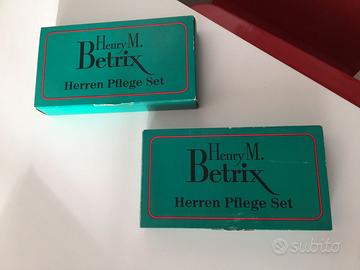 Henry M.
Betrix
Herren Pflege Set
Henry M.
Betrix
Herren Pflege Set
subito